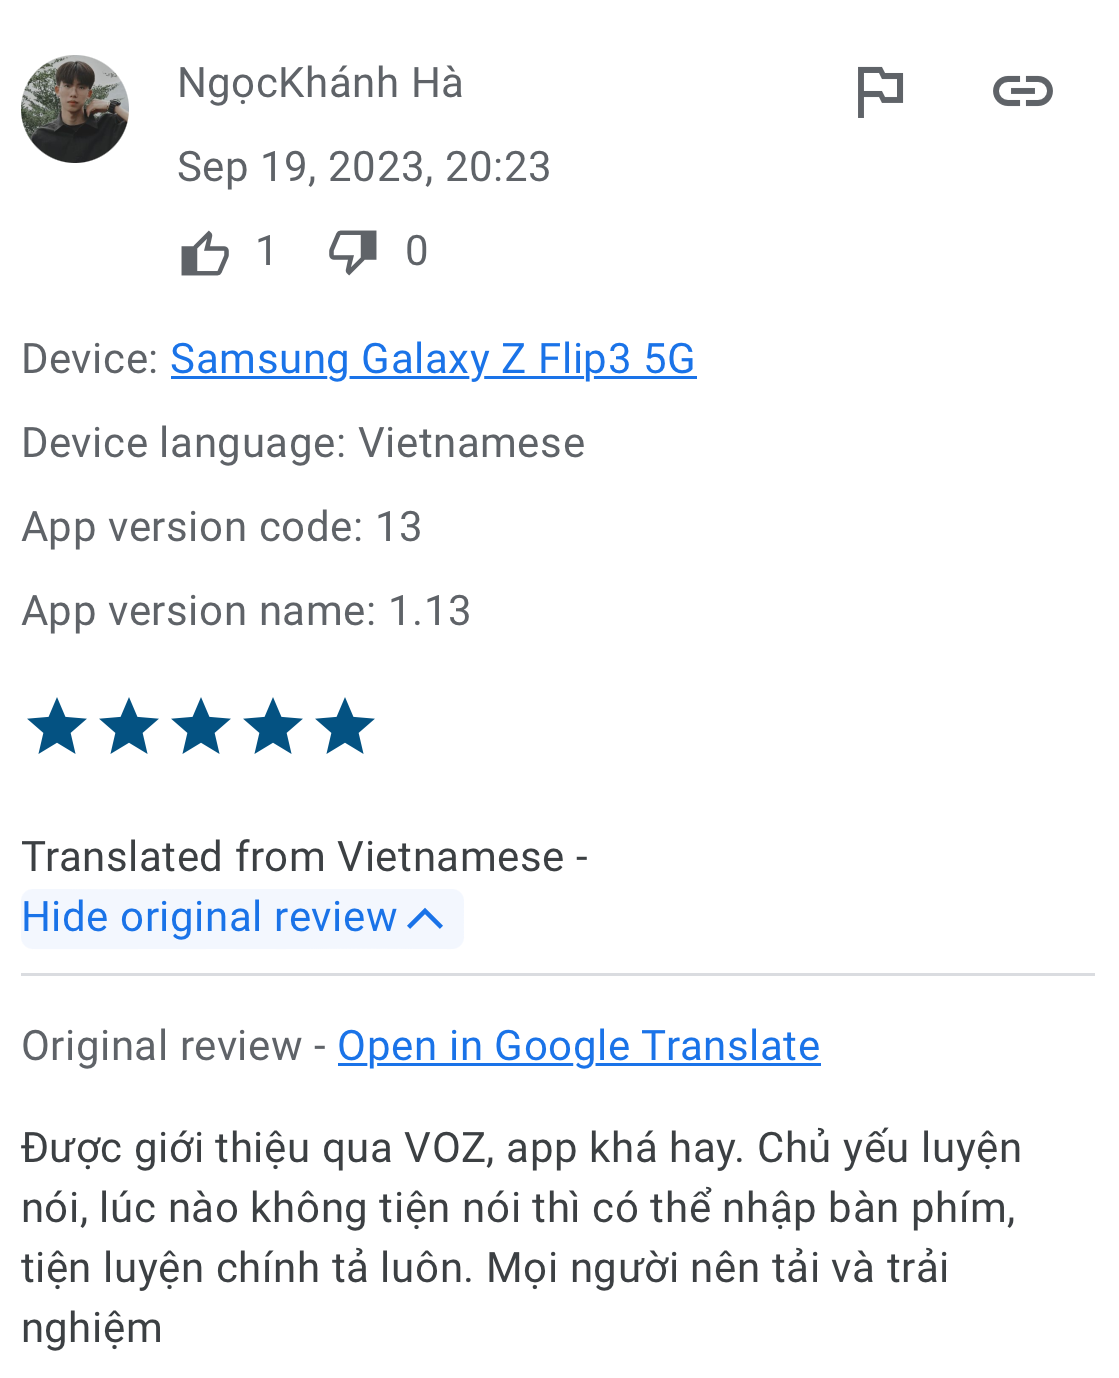 NgọcKhánh Hà
Sep 19, 2023, 20:23
1 0
Device: Samsung Galaxy Z Flip3 5G
Device language: Vietnamese
App version code: 13
App version name: 1.13
Translated from Vietnamese -
Hide original review
Original review - Open in Google Translate
Được giới thiệu qua VOZ, app khá hay. Chủ yếu luyện
nói, lúc nào không tiện nói thì có thể nhập bàn phím,
tiện luyện chính tả luôn. Mọi người nên tải và trải
nghiệm